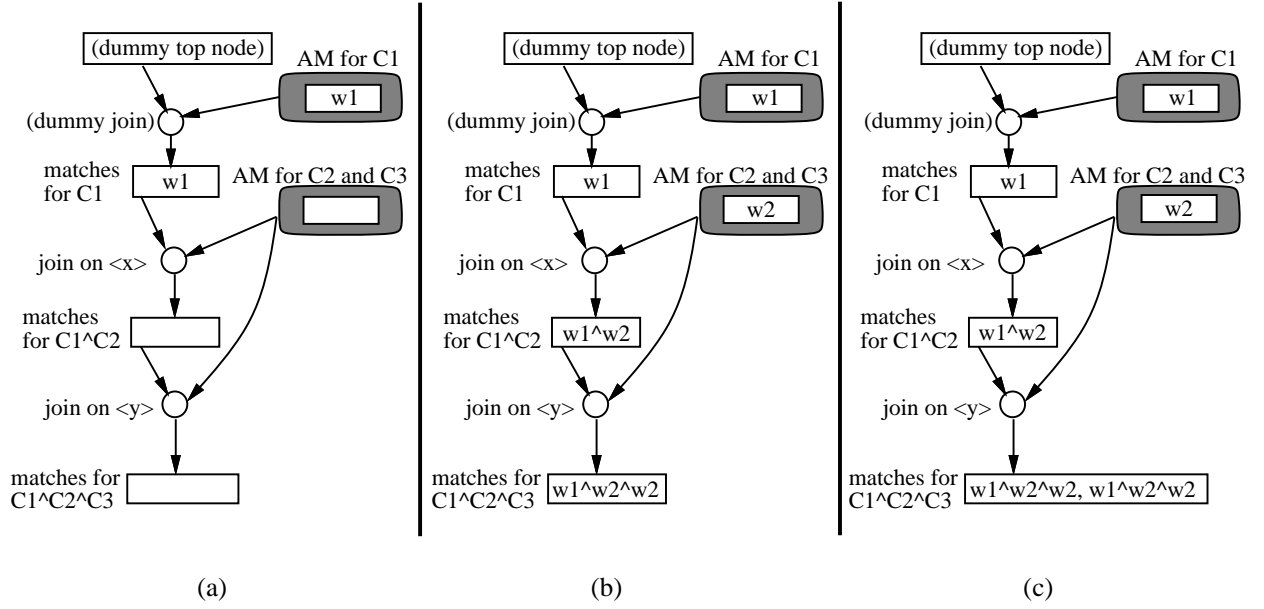 (dummy top node)
AM for C1
w1
(dummy join)
matches
for C1
w1
AM for C2 and C3
join on <x>
matches
for C1^C2
join on <y>
matches for
C1^C2^C3
(a)
(dummy top node)
AM for C1
w1
(dummy join)
matches
for C1
w1
AM for C2 and C3
w2
join on <x>
matches
for C1^C2
w1^w2
join on <y>
matches for
C1^C2^C3
w1^w2^w2
(b)
(dummy top node)
AM for C1
w1
(dummy join)
matches
for C1
w1
AM for C2 and C3
w2
join on <x>
matches
for C1^C2
w1^w2
join on <y>
matches for
C1^C2^C3
w1^w2^w2, w1^w2^w2
(c)